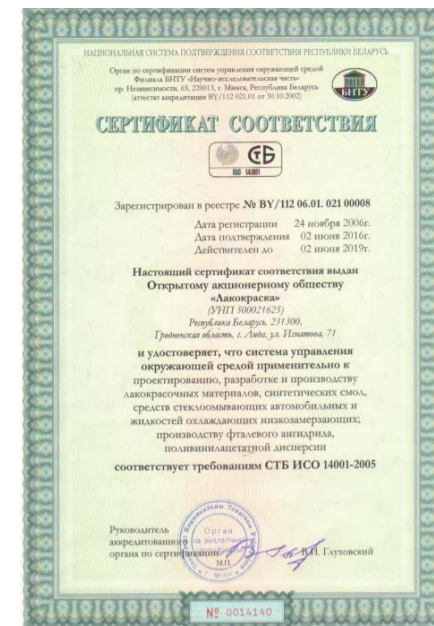 НАЦИОНАЛЬНАЯ СИСТЕМА ПОДТВЕРЖДЕНИЯ СООТВЕТСТВИЯ РЕСПУБЛИКИ БЕЛАРУСЬ
Орган по сертификации систем управления окружающей средой
Филиала БНТУ «Научно-исследовательская часть»
пр. Независимости, 65, 220013, г. Минск, Республика Беларусь
(аттестат аккредитации BY/112 021.01 от 30.10.2002)
БНТУ
СЕРТИФИКАТ СООТВЕТСТВИЯ
СТБ
ISO 14001
Зарегистрирован в реестре № BY/112 06.01. 021 00008
Дата регистрации 24 ноября 2006г.
Дата подтверждения 02 июня 2016г.
Действителен до 02 июня 2019г.
Настоящий сертификат соответствия выдан
Открытому акционерному обществу
«Лакокраска»
(УНП 500021625)
Республика Беларусь, 231300,
Гродненская область, г. Лида, ул. Игнатова, 71
и удостоверяет, что система управления
окружающей средой применительно к
проектированию, разработке и производству
лакокрасочных материалов, синтетических смол,
средств стеклоомывающих автомобильных и
жидкостей охлаждающих низкозамерзающих;
производству фталевого ангидрида,
поливинилацетатной дисперсии
соответствует требованиям СТБ ИСО 14001-2005
Руководитель
аккредитованного
органа по сертификации
В.И. Глуховский
Орган
М.П.
№ 0014140